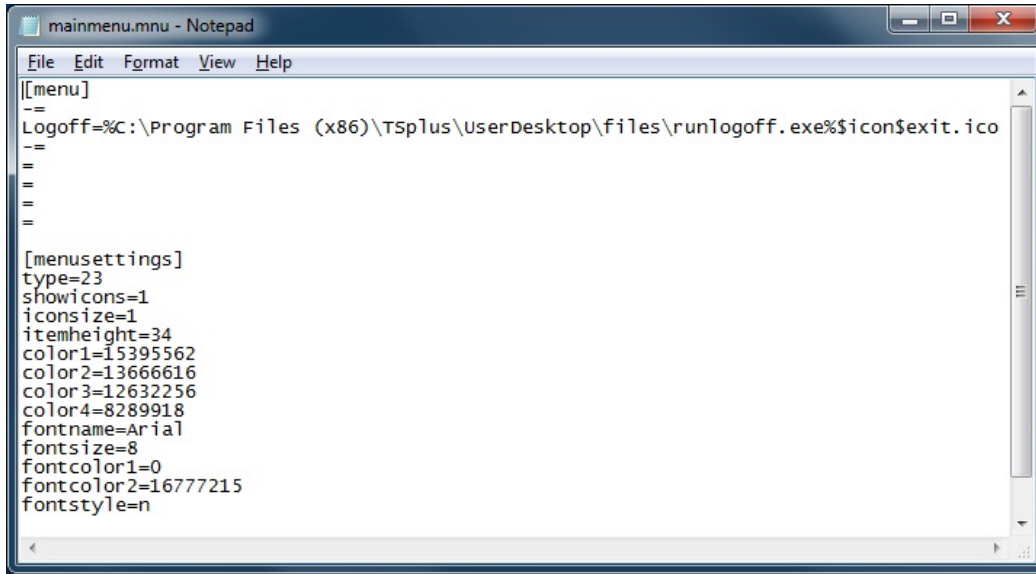 mainmenu.mnu - Notepad
File Edit Format View Help
[menu]
-=
Logoff=%C:\Program Files (x86)\TSplus\UserDesktop\files\runlogoff.exe%$icon$exit.ico
-=
=
=
=
=
[menusettings]
type=23
showicons=1
iconsize=1
itemheight=34
color1=15395562
color2=13666616
color3=12632256
color4=8289918
fontname=Arial
fontsize=8
fontcolor1=0
fontcolor2=16777215
fontstyle=n